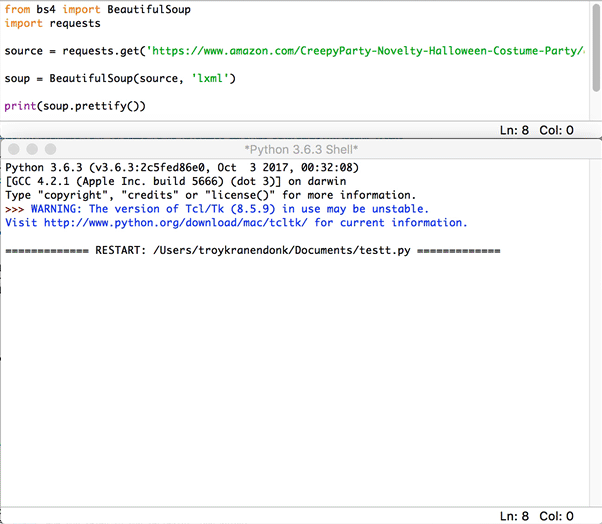 from bs4 import BeautifulSoup
import requests
source = requests.get('https://www.amazon.com/CreepyParty-Novelty-Halloween-Costume-Party/
soup = BeautifulSoup(source, 'lxml')
print(soup.prettify())
Ln: 8 Col: 0
*Python 3.6.3 Shell*
Python 3.6.3 (v3.6.3:2c5fed86e0, Oct  3 2017, 00:32:08)
[GCC 4.2.1 (Apple Inc. build 5666) (dot 3)] on darwin
Type "copyright", "credits" or "license()" for more information.
>>> WARNING: The version of Tcl/Tk (8.5.9) in use may be unstable.
Visit http://www.python.org/download/mac/tcltk/ for current information.
============= RESTART: /Users/troykranendonk/Documents/testt.py =============
Ln: 8 Col: 0